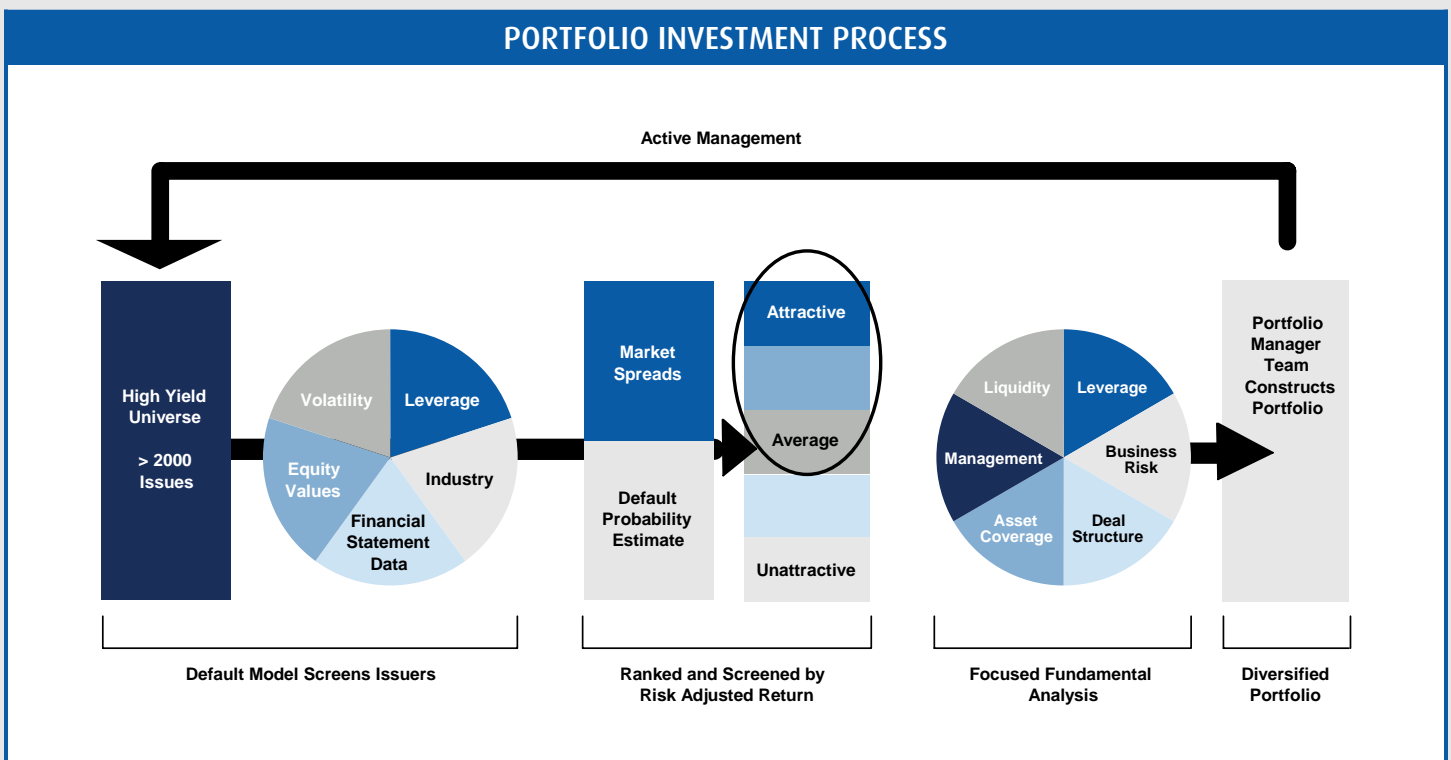 PORTFOLIO INVESTMENT PROCESS
Active Management
High Yield
Universe
> 2000
Issues
Volatility
Leverage
Equity
Values
Industry
Financial
Statement
Data
Market
Spreads
Default
Probability
Estimate
Attractive
Average
Unattractive
Liquidity
Leverage
Management
Business
Risk
Asset
Coverage
Deal
Structure
Portfolio
Manager
Team
Constructs
Portfolio
Default Model Screens Issuers
Ranked and Screened by
Risk Adjusted Return
Focused Fundamental
Analysis
Diversified
Portfolio